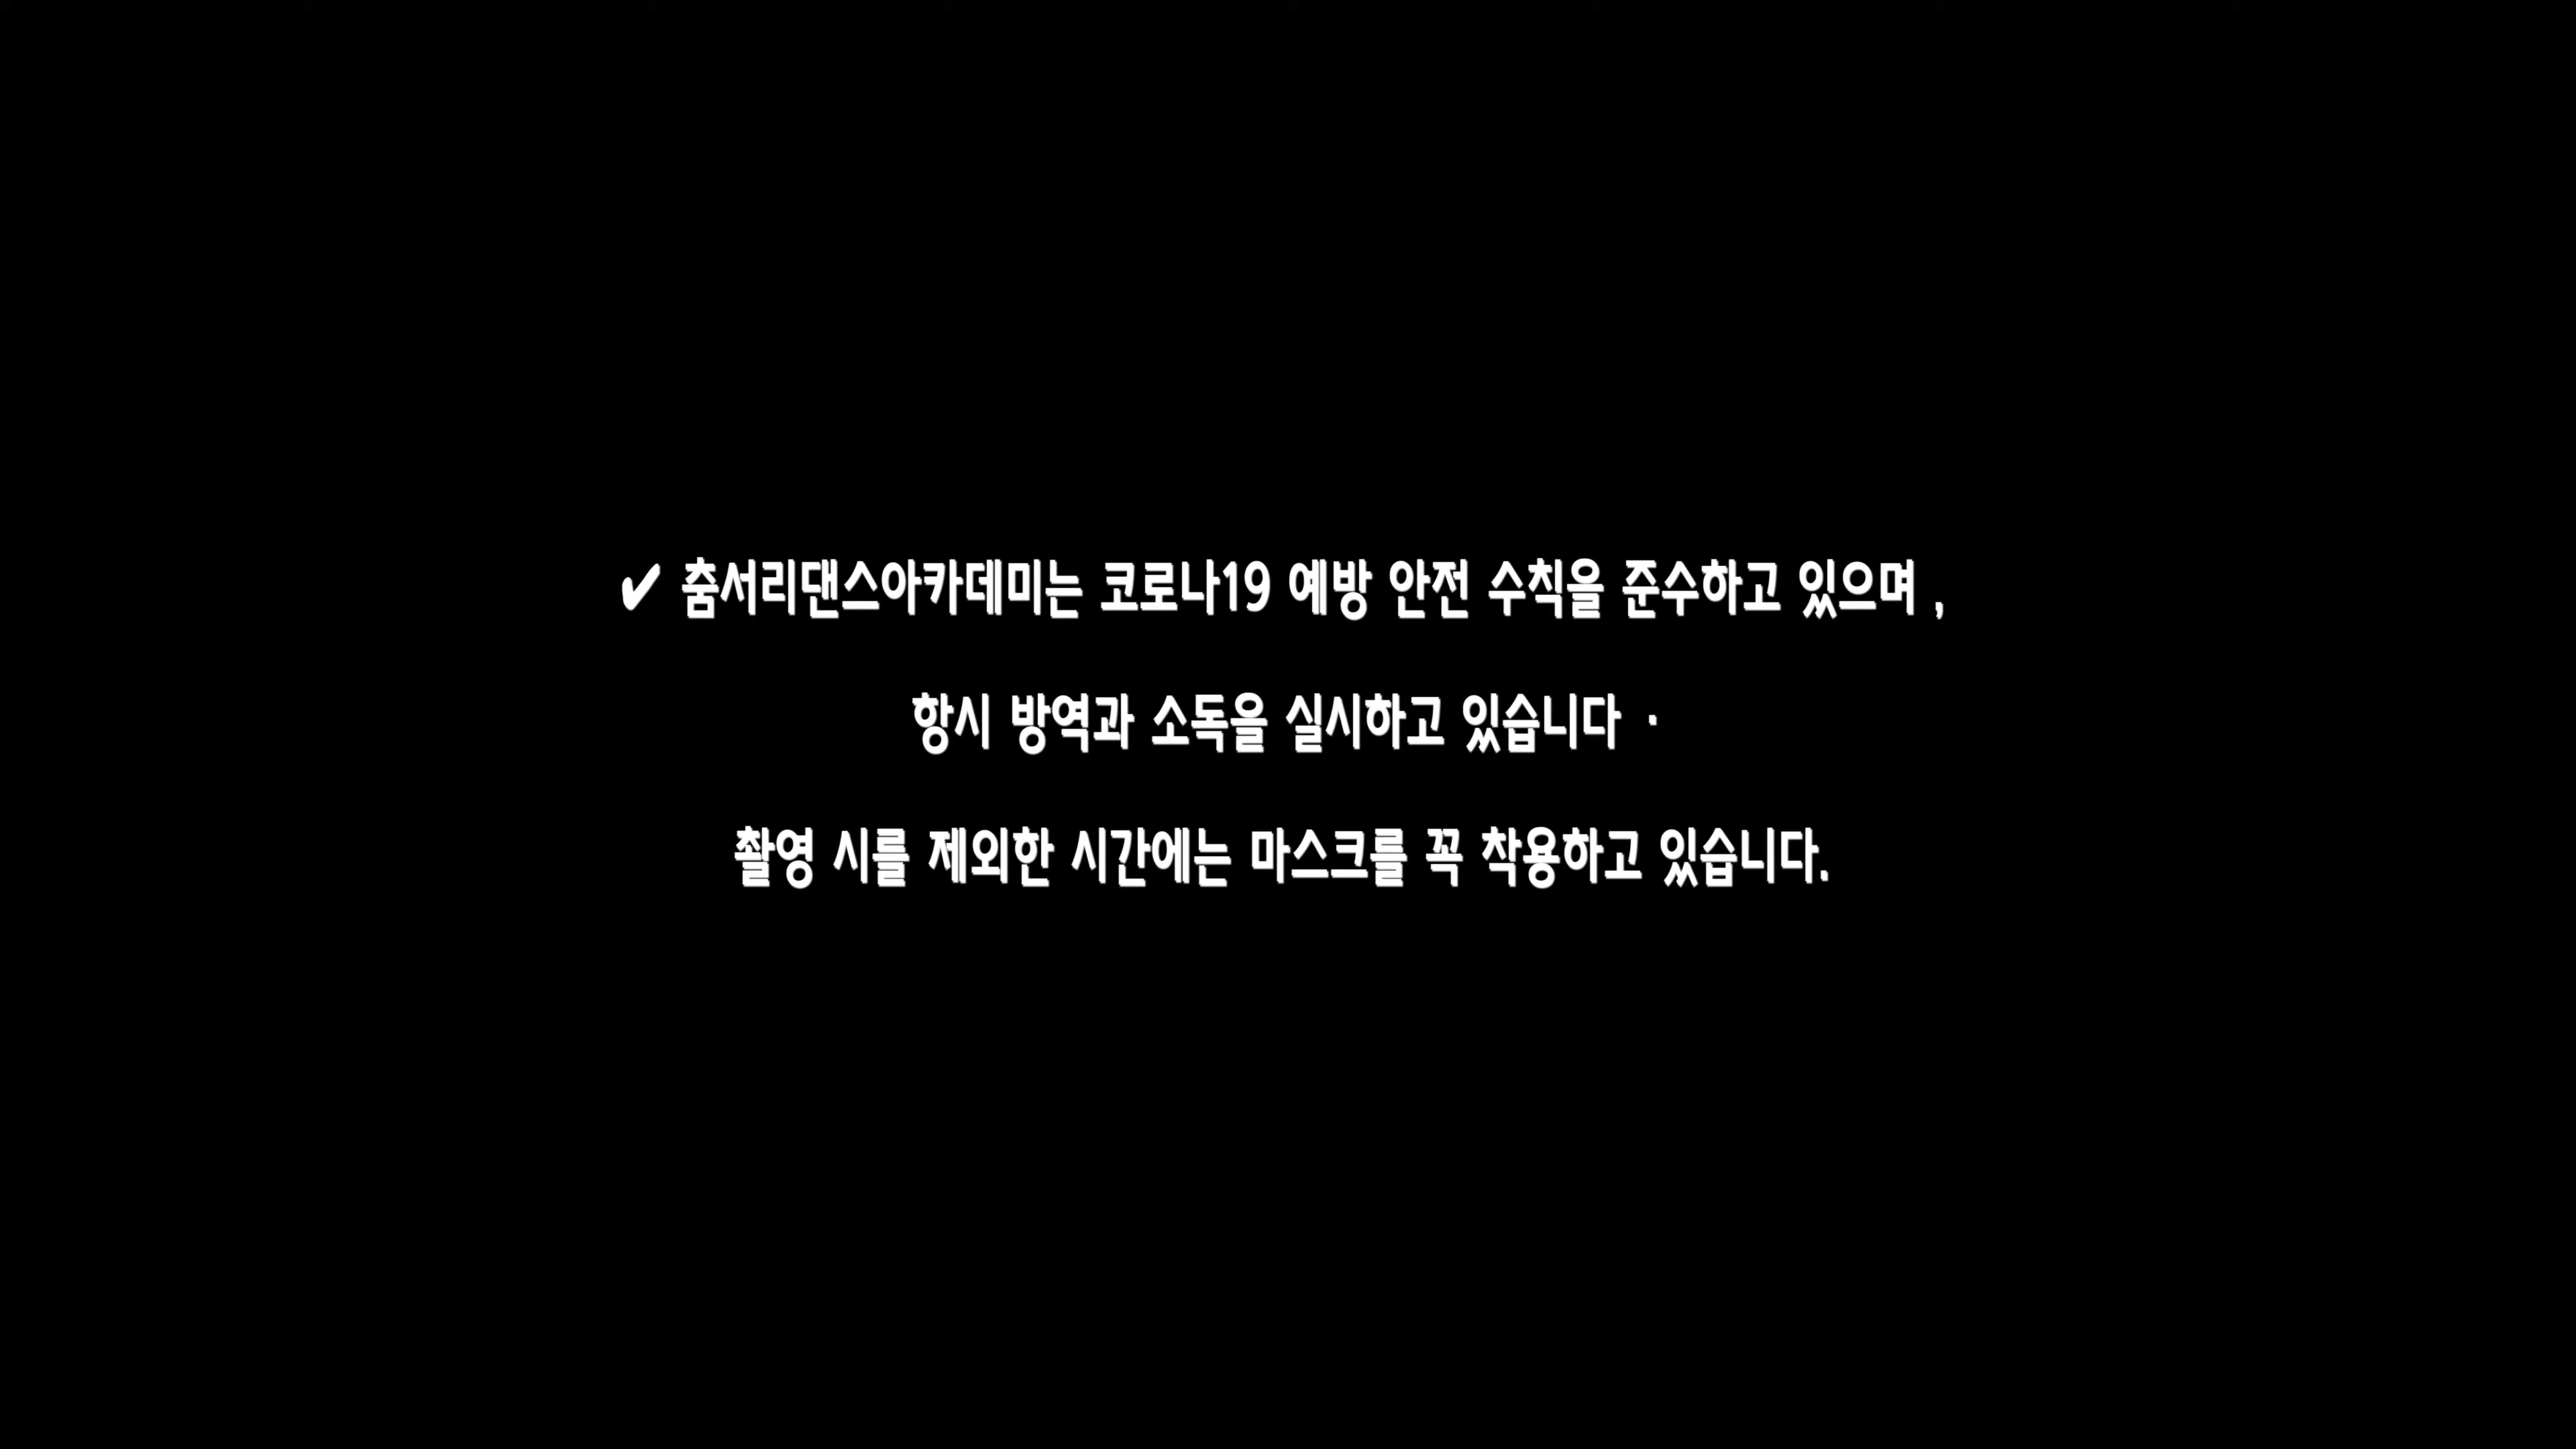 ✔ 춤서리댄스아카데미는 코로나19 예방 안전 수칙을 준수하고 있으며 ,
항시 방역과 소독을 실시하고 있습니다 ·
촬영 시를 제외한 시간에는 마스크를 꼭 착용하고 있습니다.